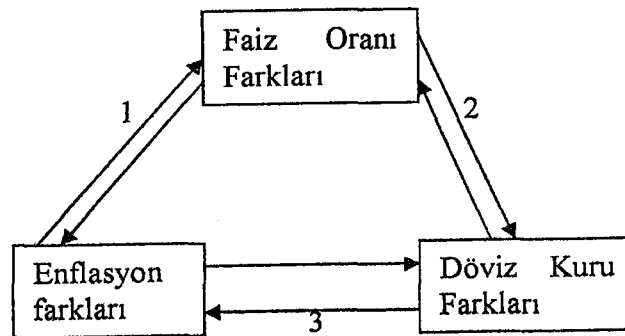 Faiz Oranı
Farkları
1
2
Enflasyon
farkları
Döviz Kuru
Farkları
3